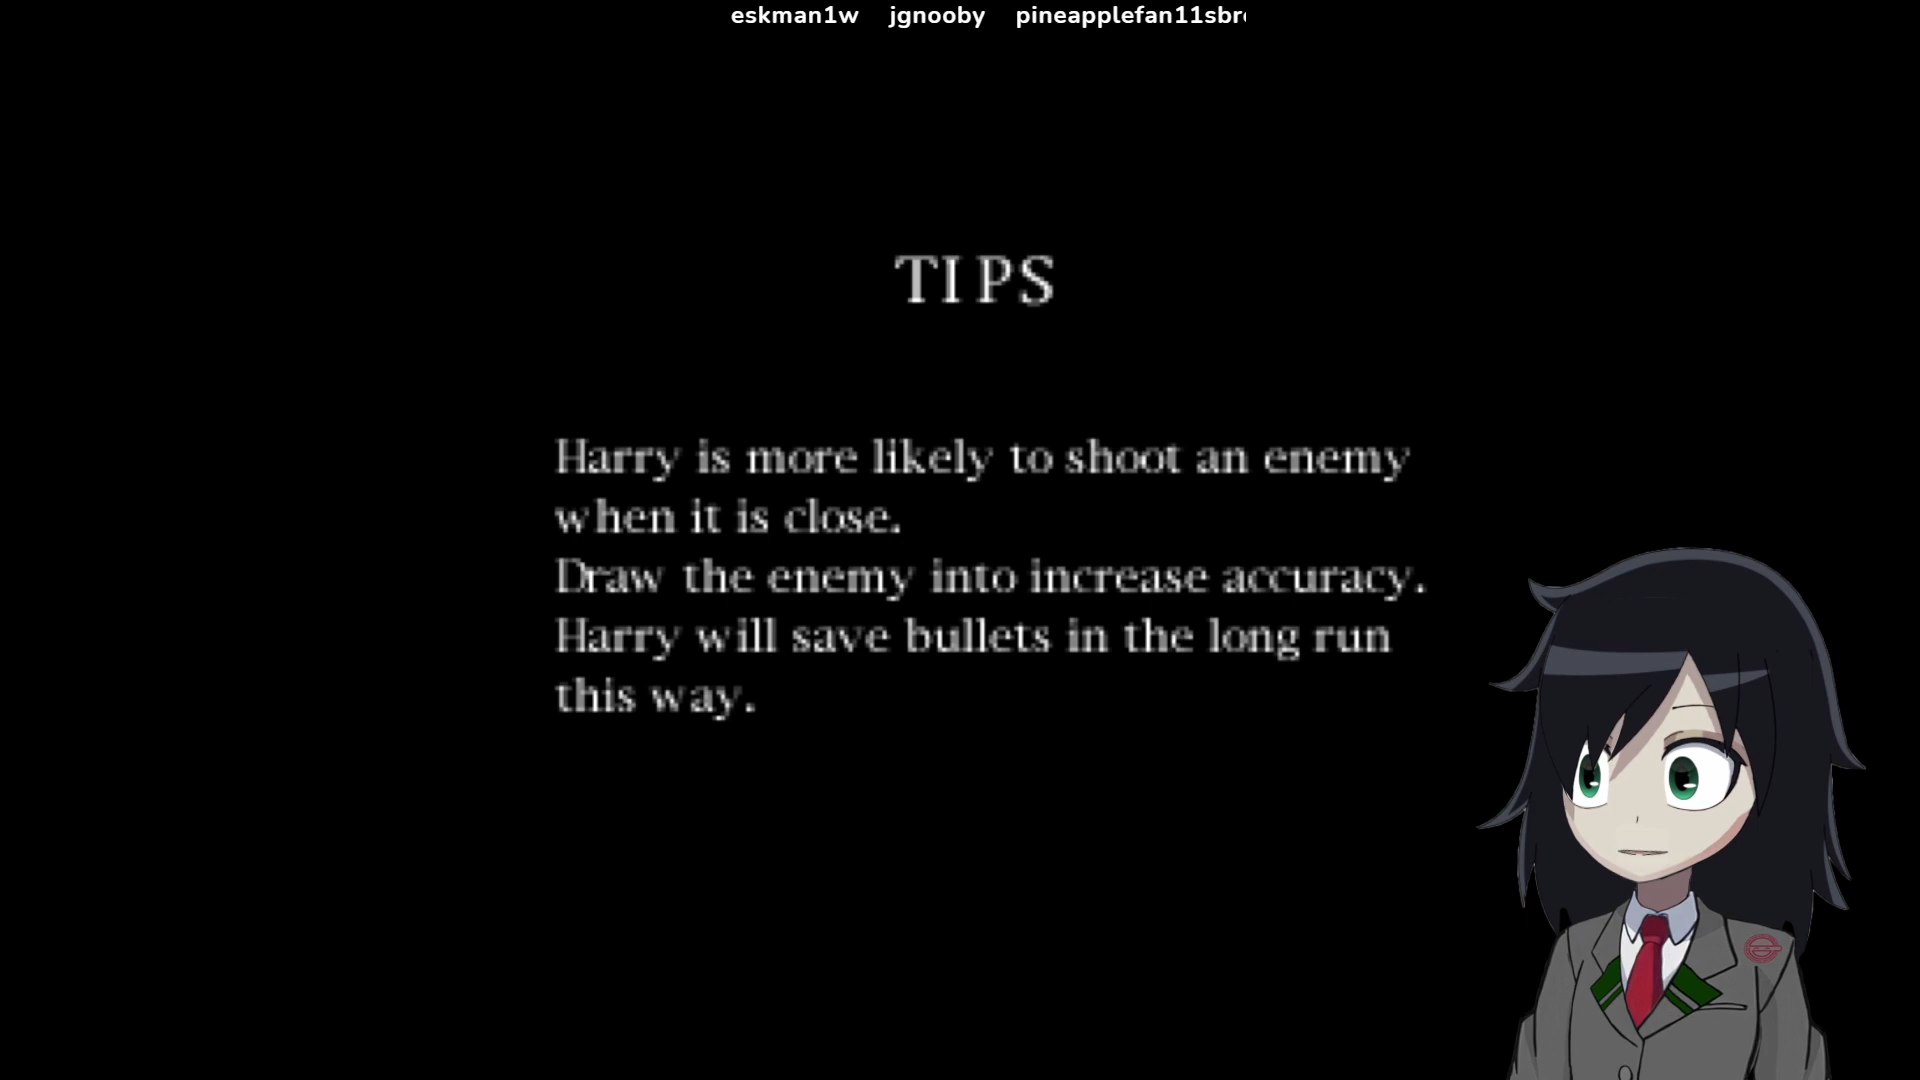 eskman1w jgnooby pineapplefan11sbr
TIPS
Harry is more likely to shoot an enemy
when it is close.
Draw the enemy into increase accuracy.
Harry will save bullets in the long run
this way.